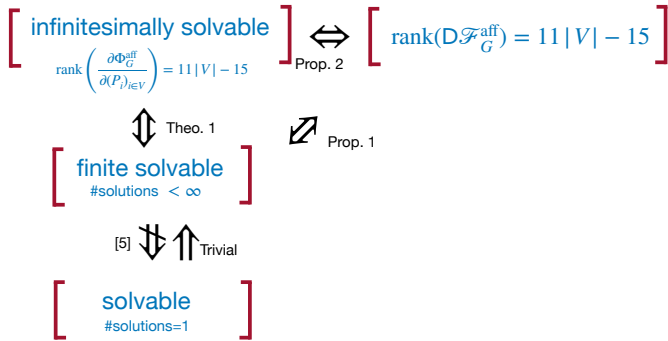 infinitesimally solvable
rank(∂Φ_G^aff / ∂(P_i)_{i∈V}) = 11|V| − 15
rank(Dℱ_G^aff) = 11|V| − 15
Prop. 2
Theo. 1
Prop. 1
finite solvable
#solutions < ∞
[5]
Trivial
solvable
#solutions=1